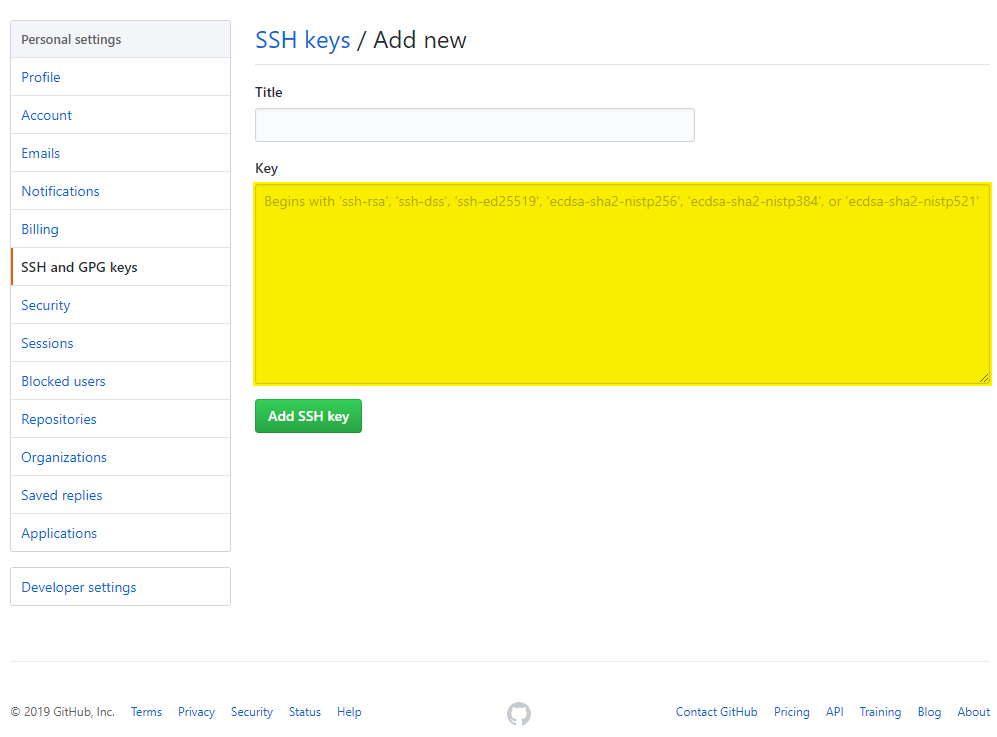 Personal settings
Profile
Account
Emails
Notifications
Billing
SSH and GPG keys
Security
Sessions
Blocked users
Repositories
Organizations
Saved replies
Applications
Developer settings
SSH keys / Add new
Title
Key
Begins with 'ssh-rsa', 'ssh-dss', 'ssh-ed25519', 'ecdsa-sha2-nistp256', 'ecdsa-sha2-nistp384', or 'ecdsa-sha2-nistp521'
Add SSH key
© 2019 GitHub, Inc. Terms Privacy Security Status Help Contact GitHub Pricing API Training Blog About